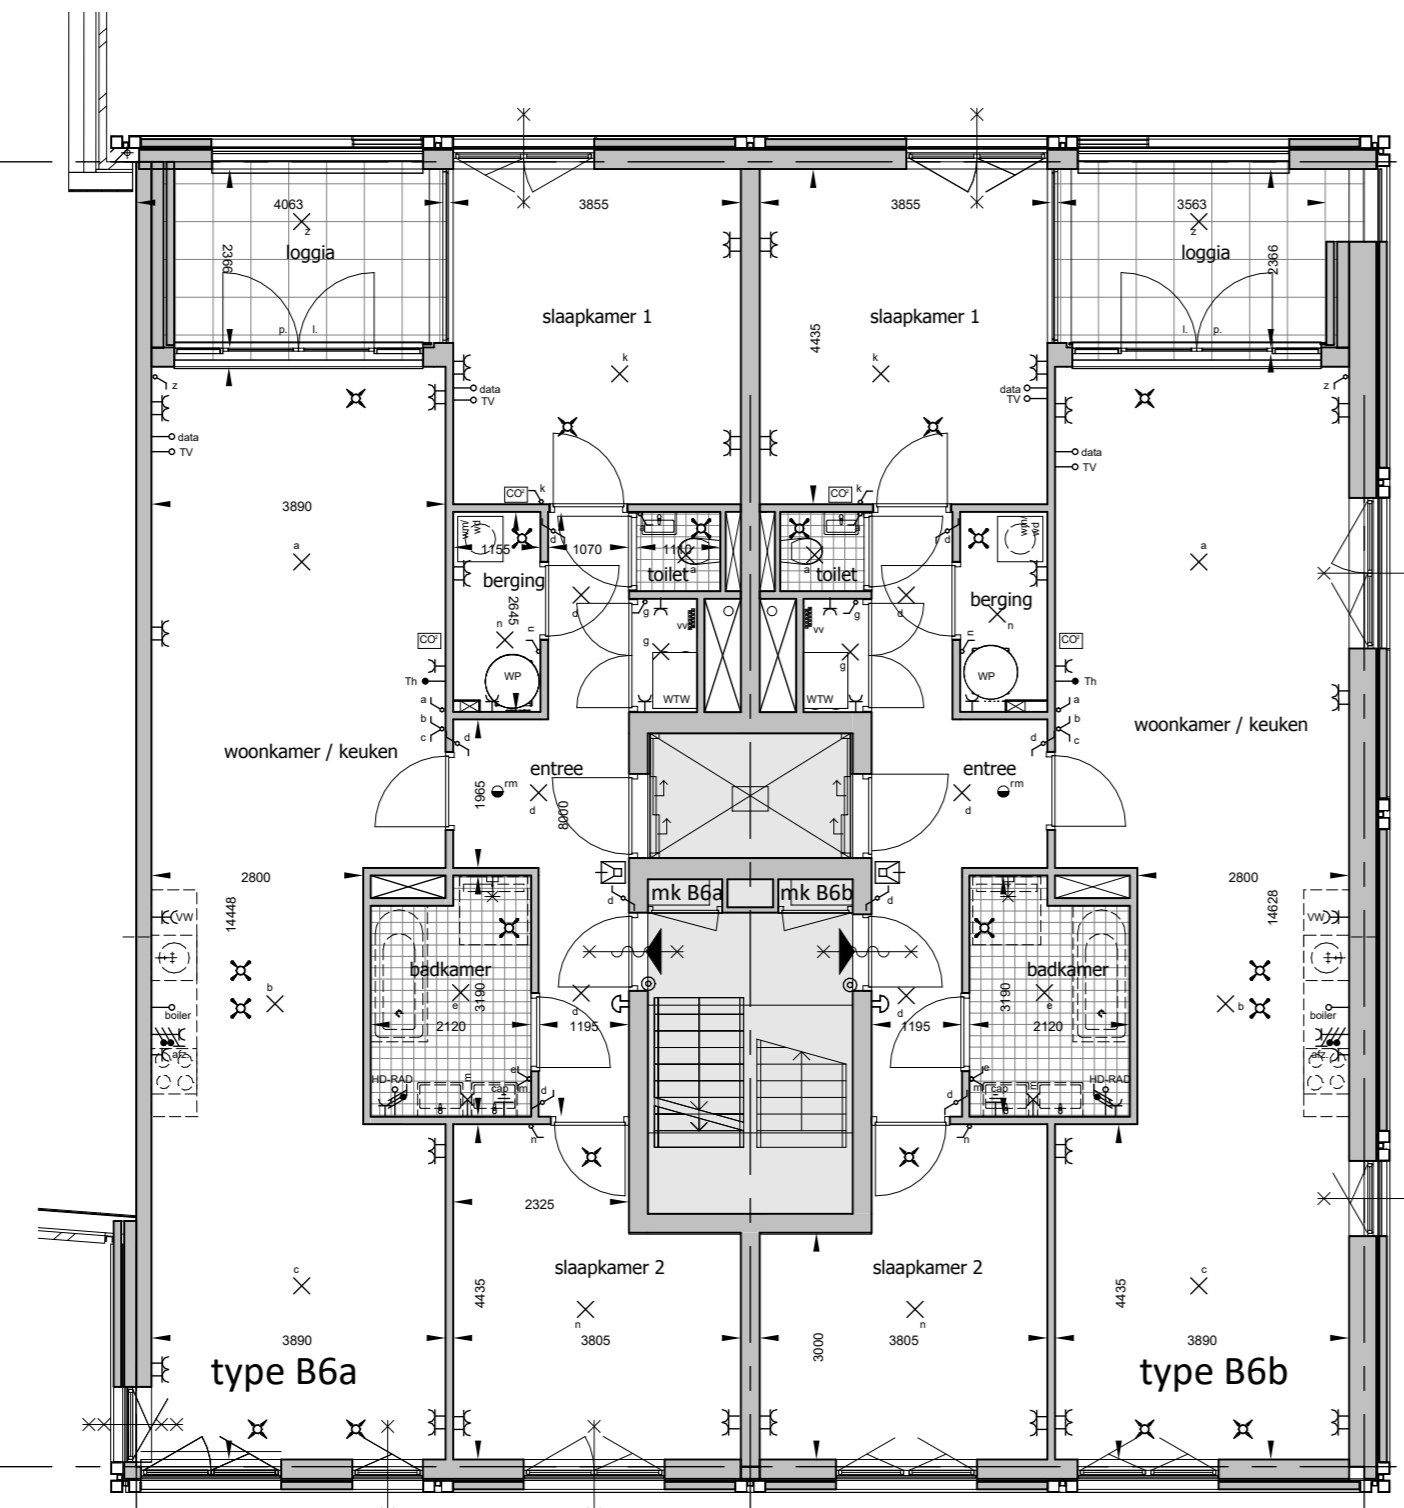 4063
3855
3855
3563
z
loggia
2366
z
loggia
2366
slaapkamer 1
slaapkamer 1
4435
p.
l.
l.
p.
k
k
z
data
TV
data
TV
z
data
TV
data
TV
3890
CO²
k
CO²
k
a
1155
1070
1110
d
a
toilet
a
toilet
d
a
berging
berging
2645
n
n
d
g
vv
g
g
vv
g
d
n
CO²
CO²
Th
WP
WTW
WTW
WP
Th
a
b
c
d
d
a
b
c
woonkamer / keuken
woonkamer / keuken
entree
entree
1965
rm
d
8000
rm
d
2800
2800
mk B6a
mk B6b
d
d
14448
14628
VW
VW
badkamer
badkamer
b
e
3190
3190
e
b
d
d
2120
1195
1195
2120
boiler
boiler
afz.
afz.
HD-RAD
m
cap
m.
e
d
d
e
m
cap
m
HD-RAD
n
n
2325
slaapkamer 2
slaapkamer 2
c
4435
n
n
4435
c
3890
3805
3000
3805
3890
type B6a
type B6b